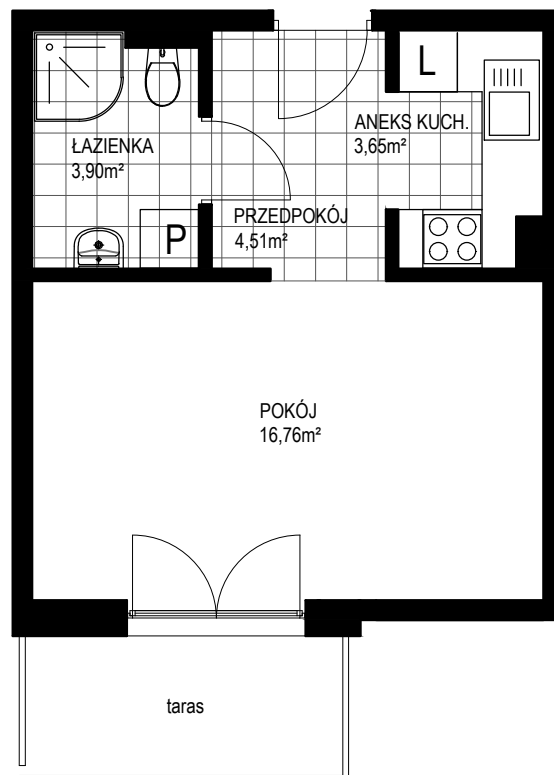 L
ANEKS KUCH.
3,65m²
ŁAZIENKA
3,90m²
PRZEDPOKÓJ
4,51m²
P
POKÓJ
16,76m²
taras